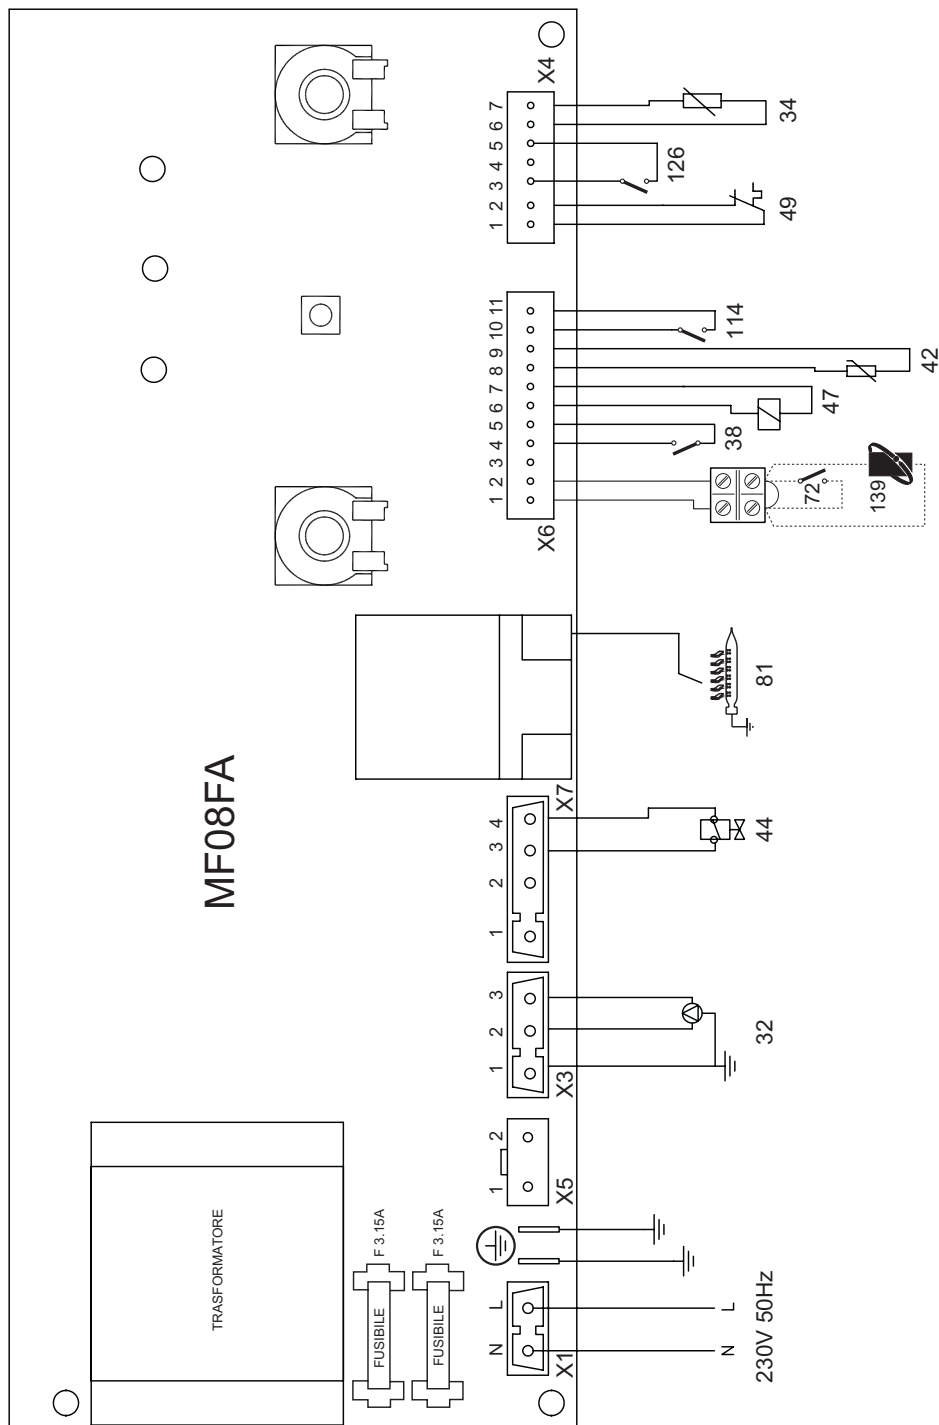 MF08FA
TRASFORMATORE
FUSIBILE
F 3.15A
FUSIBILE
F 3.15A
N L
X1
230V 50Hz
N L
1 2
X5
1 2 3
X3
32
1 2 3 4
X7
44
81
1 2 3 4 5 6 7 8 9 10 11
X6
72
139
38
47
42
114
1 2 3 4 5 6 7
X4
49
126
34